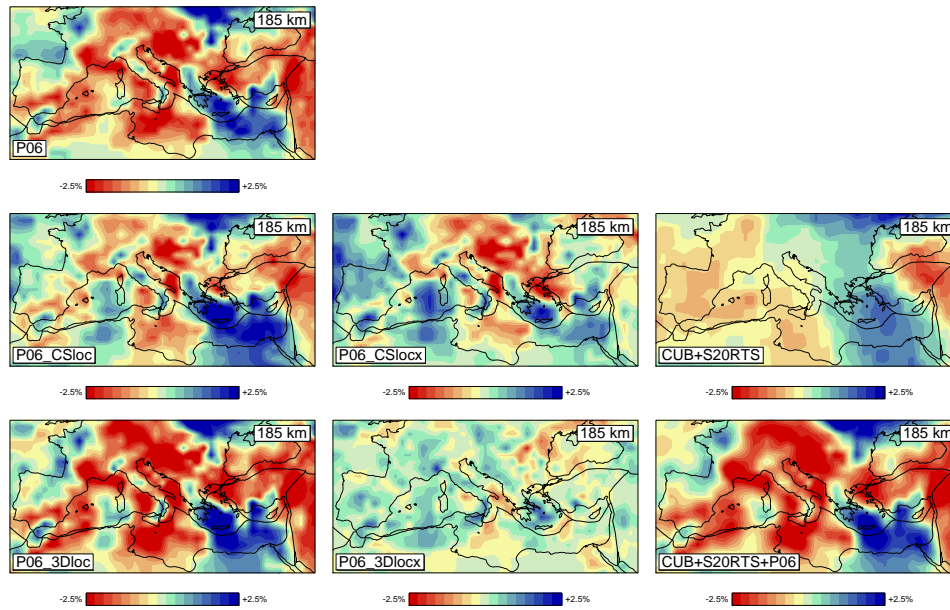 185 km
P06
-2.5% +2.5%
185 km 185 km 185 km
P06_CSloc P06_CSlocx CUB+S20RTS
-2.5% +2.5% -2.5% +2.5% -2.5% +2.5%
185 km 185 km 185 km
P06_3Dloc P06_3Dlocx CUB+S20RTS+P06
-2.5% +2.5% -2.5% +2.5% -2.5% +2.5%